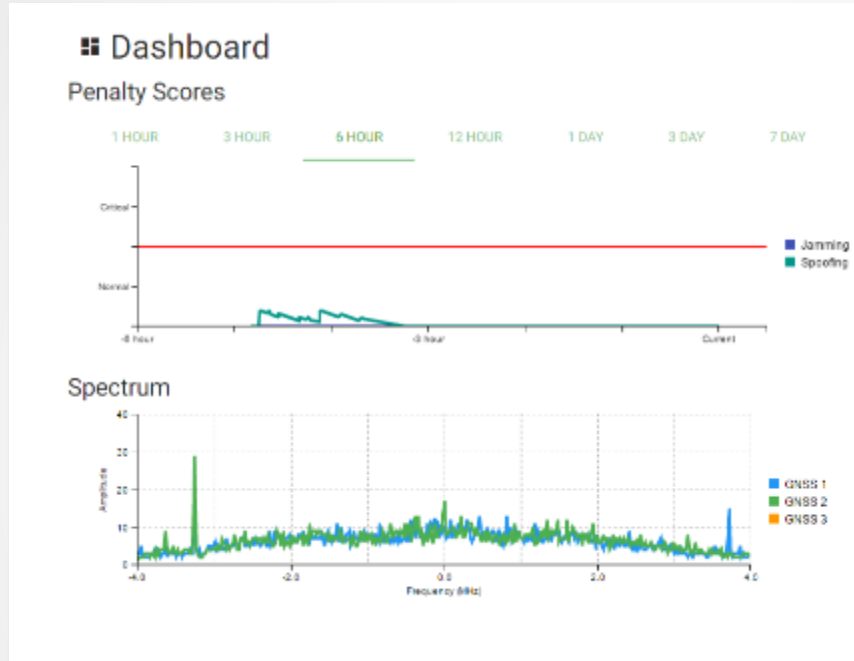 Dashboard
Penalty Scores
1 HOUR 3 HOUR 6 HOUR 12 HOUR 1 DAY 3 DAY 7 DAY
Critical
Jamming
Spoofing
Normal
-6 hour -3 hour Current
Spectrum
40
30
20
10
0
Amplitude
GNSS 1
GNSS 2
GNSS 3
-4.0 -2.0 0.0 2.0 4.0
Frequency (MHz)